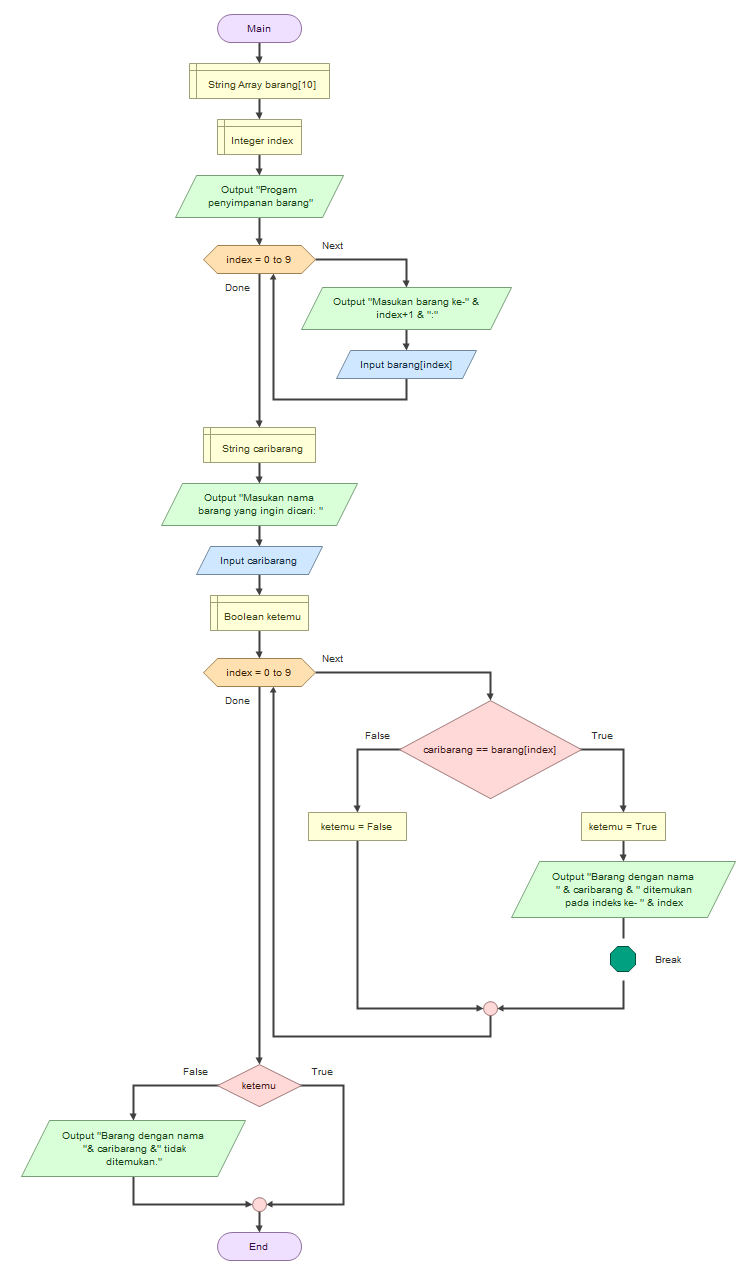 Main
String Array barang[10]
Integer index
Output "Progam
penyimpanan barang"
index = 0 to 9
Next
Done
Output "Masukan barang ke-" &
index+1 & ":"
Input barang[index]
String caribarang
Output "Masukan nama
barang yang ingin dicari: "
Input caribarang
Boolean ketemu
index = 0 to 9
Next
Done
caribarang == barang[index]
False
True
ketemu = False
ketemu = True
Output "Barang dengan nama
" & caribarang & " ditemukan
pada indeks ke- " & index
Break
ketemu
False
True
Output "Barang dengan nama
"& caribarang &" tidak
ditemukan."
End